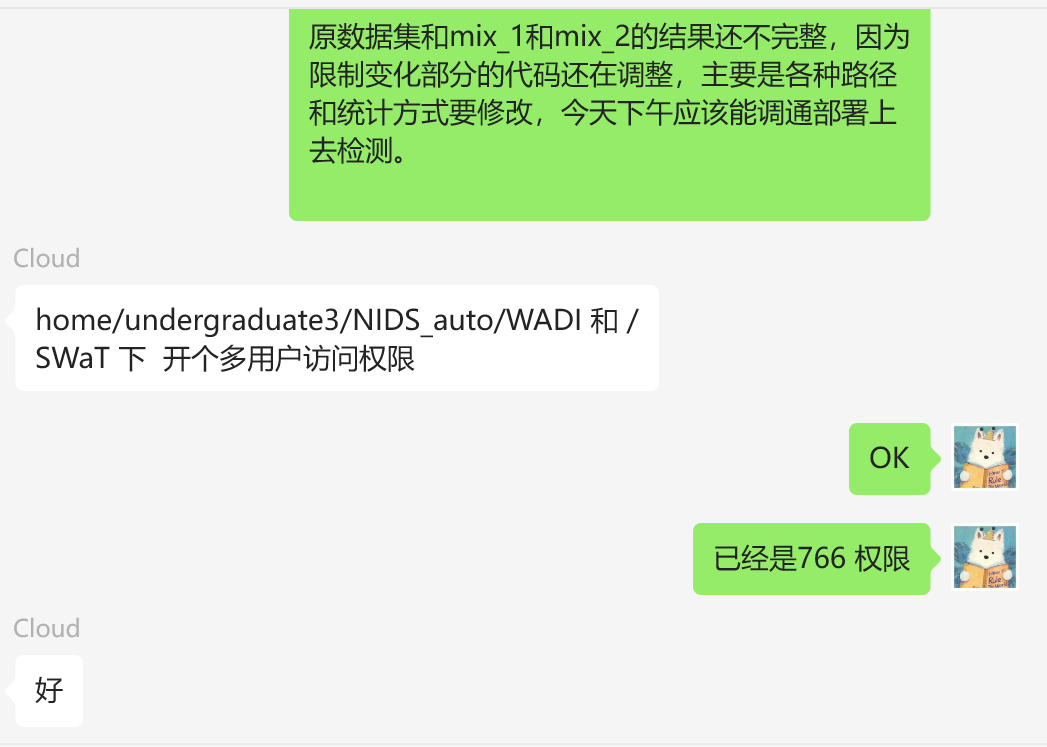 原数据集和mix_1和mix_2的结果还不完整，因为
限制变化部分的代码还在调整，主要是各种路径
和统计方式要修改，今天下午应该能调通部署上
去检测。
Cloud
home/undergraduate3/NIDS_auto/WADI 和 /
SWaT 下  开个多用户访问权限
OK
已经是766 权限
Cloud
好